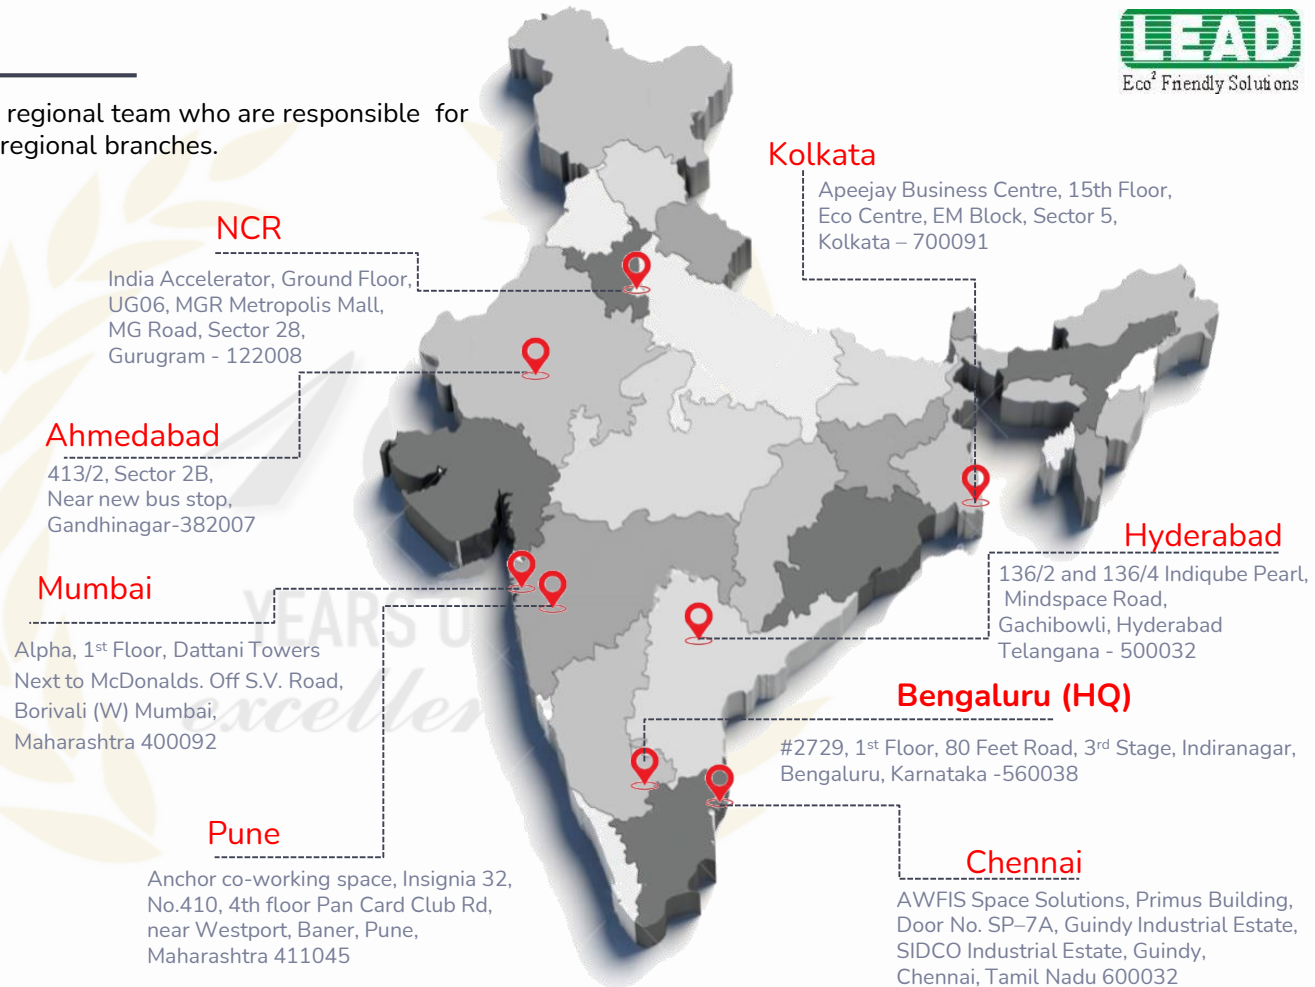 LEAD
Eco² Friendly Solutions
regional team who are responsible for
regional branches.
Kolkata
Apeejay Business Centre, 15th Floor,
Eco Centre, EM Block, Sector 5,
Kolkata – 700091
NCR
India Accelerator, Ground Floor,
UG06, MGR Metropolis Mall,
MG Road, Sector 28,
Gurugram - 122008
Ahmedabad
413/2, Sector 2B,
Near new bus stop,
Gandhinagar-382007
Hyderabad
136/2 and 136/4 Indiqube Pearl,
Mindspace Road,
Gachibowli, Hyderabad
Telangana - 500032
Mumbai
Alpha, 1st Floor, Dattani Towers
Next to McDonalds. Off S.V. Road,
Borivali (W) Mumbai,
Maharashtra 400092
YEARS O
exceller
Bengaluru (HQ)
#2729, 1st Floor, 80 Feet Road, 3rd Stage, Indiranagar,
Bengaluru, Karnataka -560038
Pune
Anchor co-working space, Insignia 32,
No.410, 4th floor Pan Card Club Rd,
near Westport, Baner, Pune,
Maharashtra 411045
Chennai
AWFIS Space Solutions, Primus Building,
Door No. SP–7A, Guindy Industrial Estate,
SIDCO Industrial Estate, Guindy,
Chennai, Tamil Nadu 600032